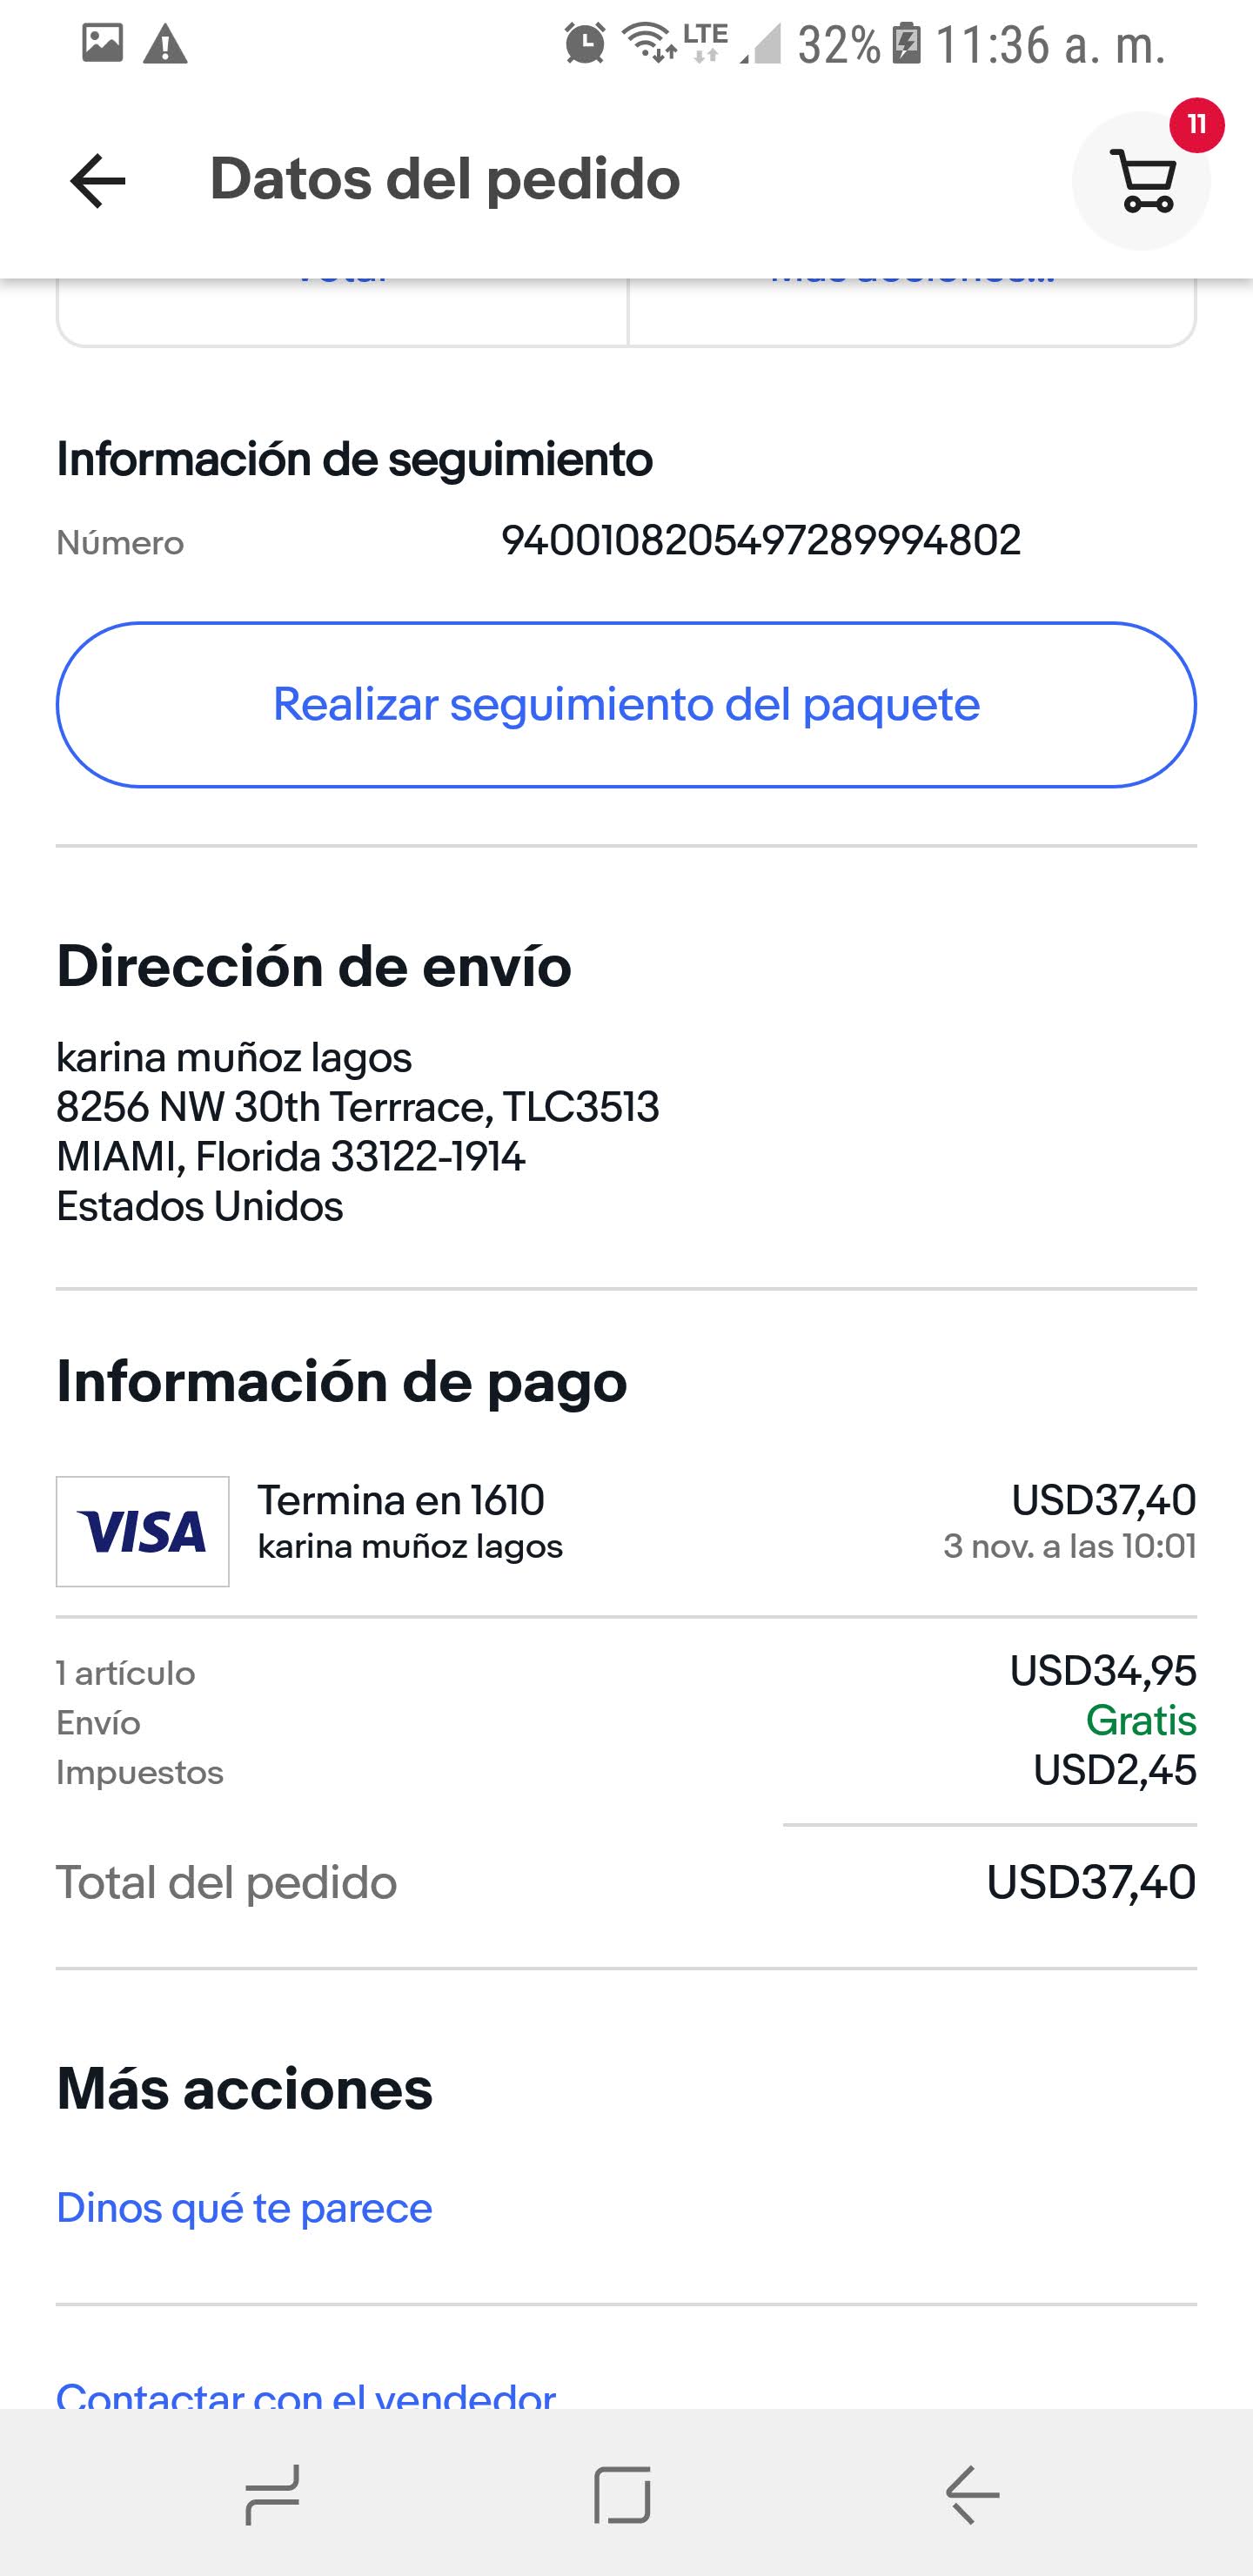 LTE 32% 11:36 a. m.
11
Datos del pedido
Información de seguimiento
Número 9400108205497289994802
Realizar seguimiento del paquete
Dirección de envío
karina muñoz lagos
8256 NW 30th Terrrace, TLC3513
MIAMI, Florida 33122-1914
Estados Unidos
Información de pago
VISA Termina en 1610 USD37,40
karina muñoz lagos 3 nov. a las 10:01
1 artículo USD34,95
Envío Gratis
Impuestos USD2,45
Total del pedido USD37,40
Más acciones
Dinos qué te parece
Contactar con el vendedor